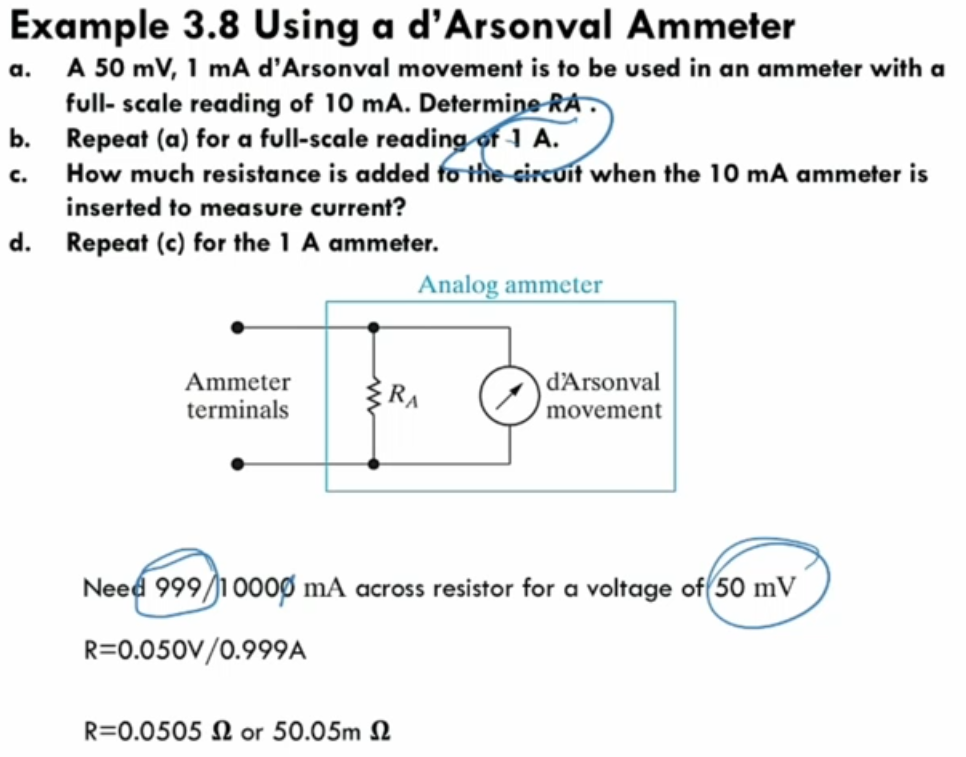 Example 3.8 Using a d'Arsonval Ammeter
a. A 50 mV, 1 mA d'Arsonval movement is to be used in an ammeter with a
full- scale reading of 10 mA. Determine RA .
b. Repeat (a) for a full-scale reading of 1 A.
c. How much resistance is added to the circuit when the 10 mA ammeter is
inserted to measure current?
d. Repeat (c) for the 1 A ammeter.
Analog ammeter
Ammeter
terminals
R_A
d'Arsonval
movement
Need 999/10000 mA across resistor for a voltage of 50 mV
R=0.050V/0.999A
R=0.0505 Ω or 50.05m Ω